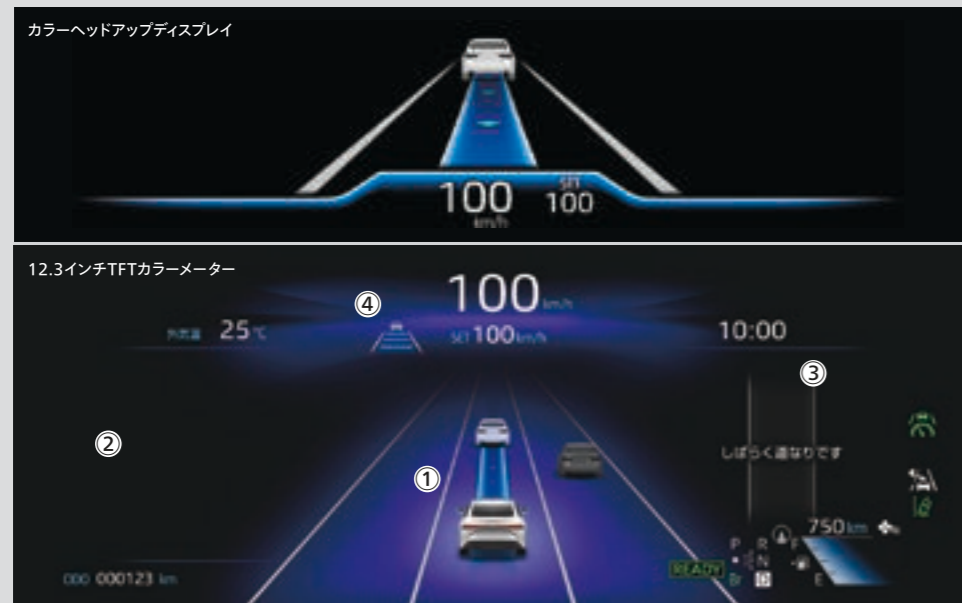 カラーヘッドアップディスプレイ
SET
100 100
km/h
12.3インチTFTカラーメーター
④ 100 km/h
外気温 25℃ SET 100 km/h 10:00
③
②
しばらく道なりです
①
750 km
P R F
N
READY Br D E
ODO 000123 km